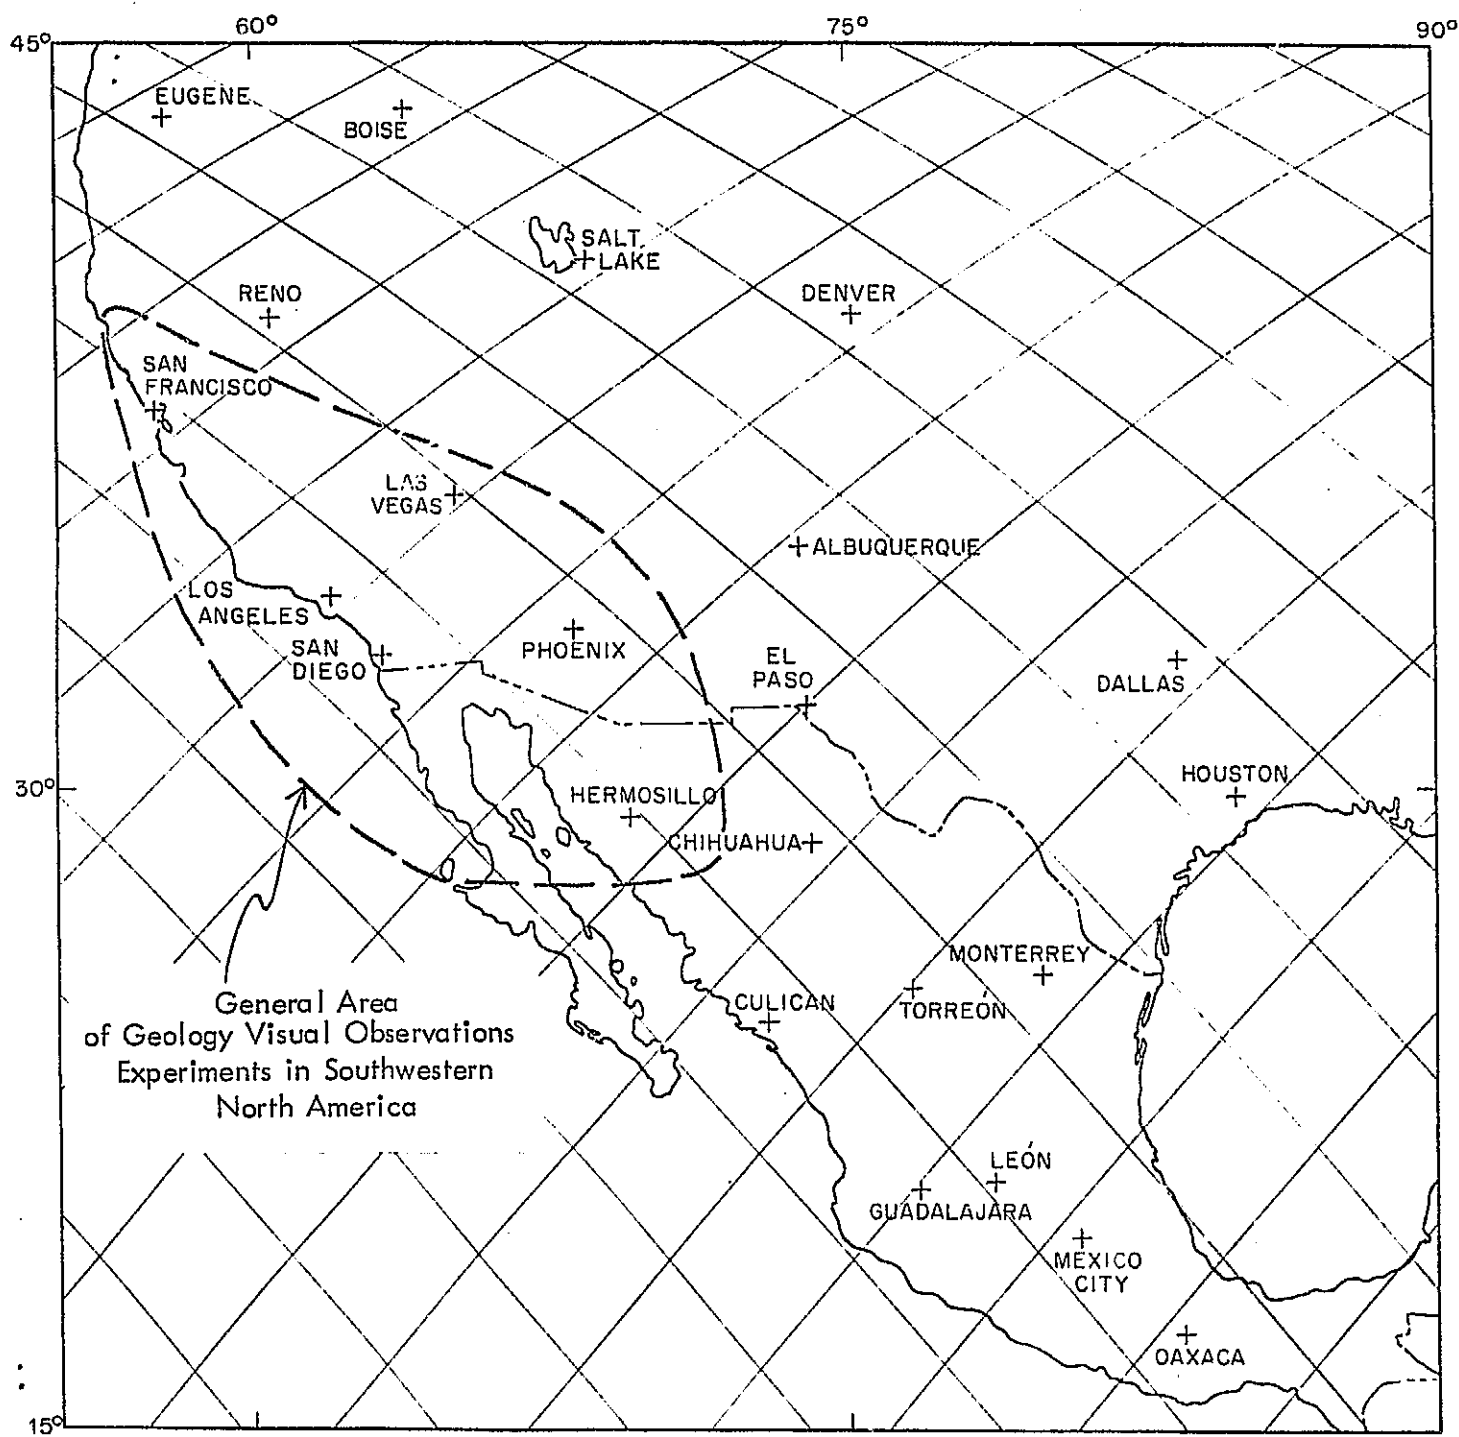 60°
75°
90°
45°
EUGENE
BOISE
SALT
LAKE
RENO
DENVER
SAN
FRANCISCO
LAS
VEGAS
ALBUQUERQUE
LOS
ANGELES
SAN
DIEGO
PHOENIX
EL
PASO
DALLAS
HOUSTON
30°
HERMOSILLO
CHIHUAHUA
MONTERREY
TORREÓN
CULICAN
General Area
of Geology Visual Observations
Experiments in Southwestern
North America
LEÓN
GUADALAJARA
MEXICO
CITY
OAXACA
15°